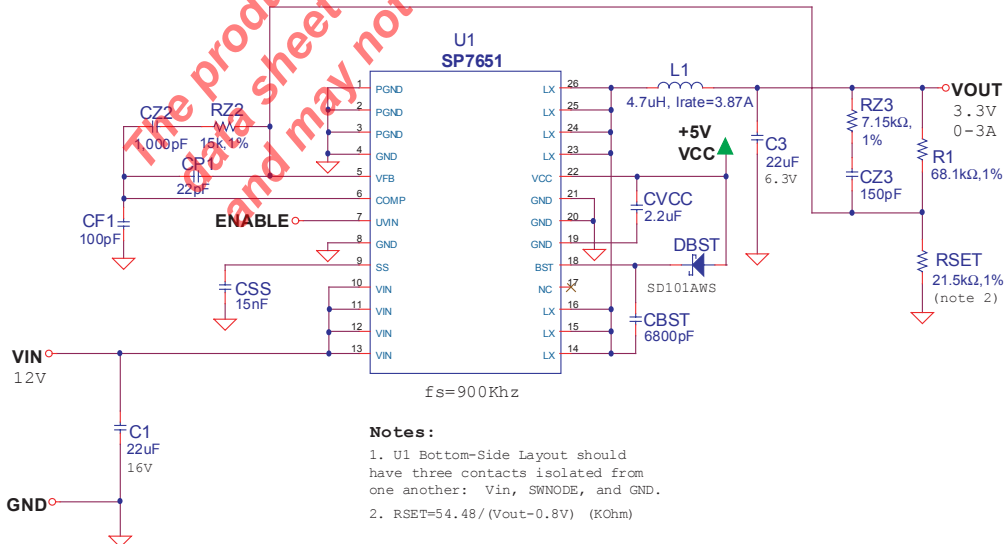 The produ
data sheet
and may not
U1
SP7651
1 PGND
2 PGND
3 PGND
4 GND
5 VFB
6 COMP
7 UVIN
8 GND
9 SS
10 VIN
11 VIN
12 VIN
13 VIN
26 LX
25 LX
24 LX
23 LX
22 VCC
21 GND
20 GND
19 GND
18 BST
17 NC
16 LX
15 LX
14 LX
fs=900Khz
CZ2
1,000pF
RZ2
15k,1%
CP1
22pF
CF1
100pF
ENABLE
CSS
15nF
VIN
12V
C1
22uF
16V
GND
L1
4.7uH, Irate=3.87A
+5V
VCC
CVCC
2.2uF
DBST
SD101AWS
CBST
6800pF
C3
22uF
6.3V
RZ3
7.15kΩ,
1%
CZ3
150pF
VOUT
3.3V
0-3A
R1
68.1kΩ,1%
RSET
21.5kΩ,1%
(note 2)
Notes:
1. U1 Bottom-Side Layout should
have three contacts isolated from
one another: Vin, SWNODE, and GND.
2. RSET=54.48/(Vout-0.8V) (KOhm)